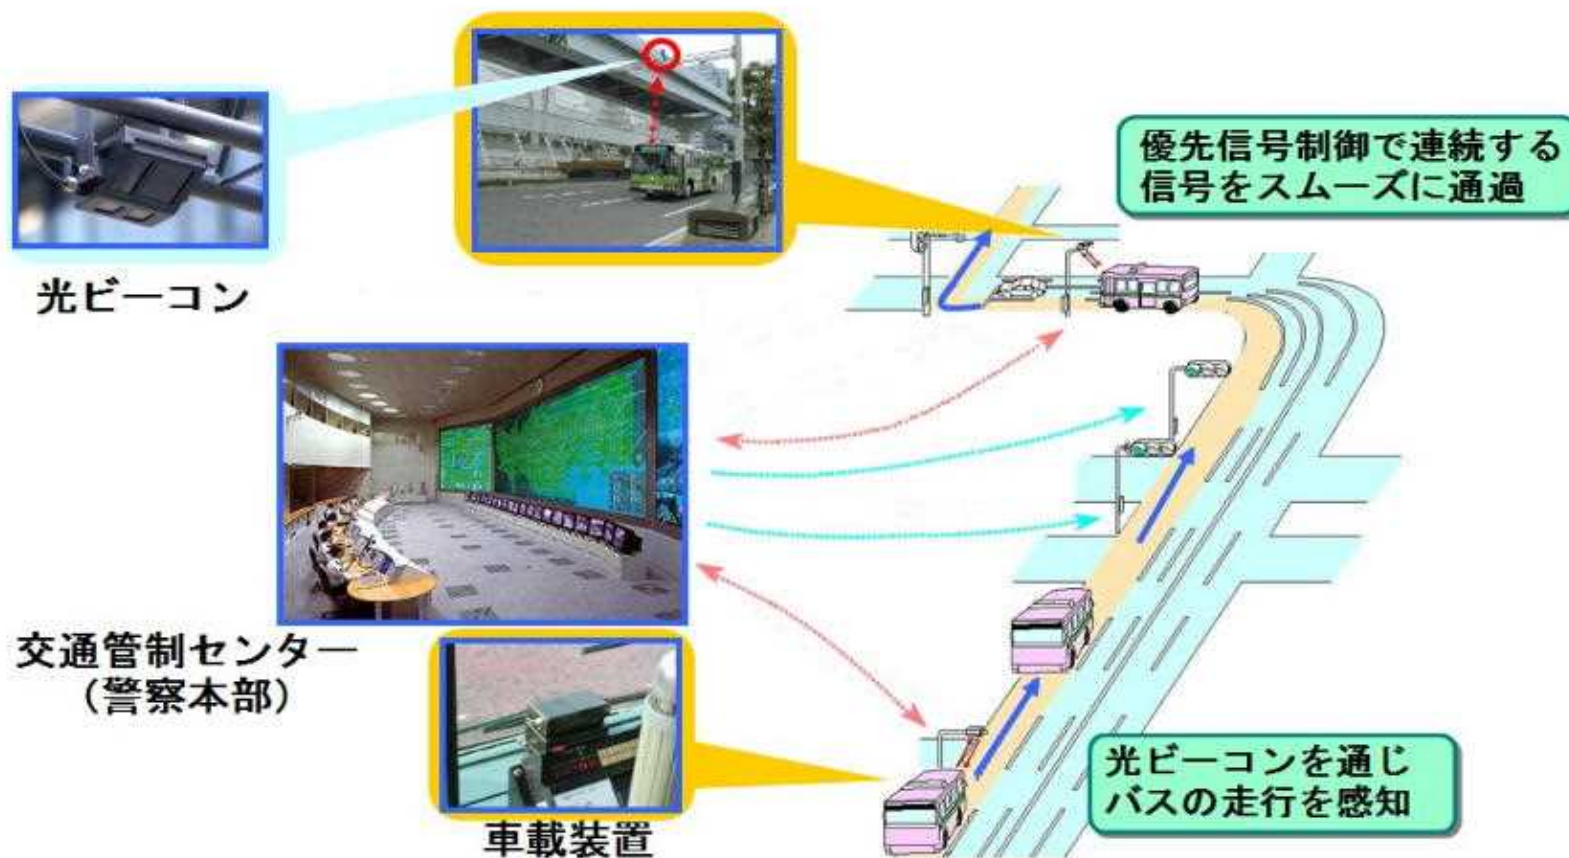 優先信号制御で連続する
信号をスムーズに通過
光ビーコン
交通管制センター
(警察本部)
光ビーコンを通じ
バスの走行を感知
車載装置